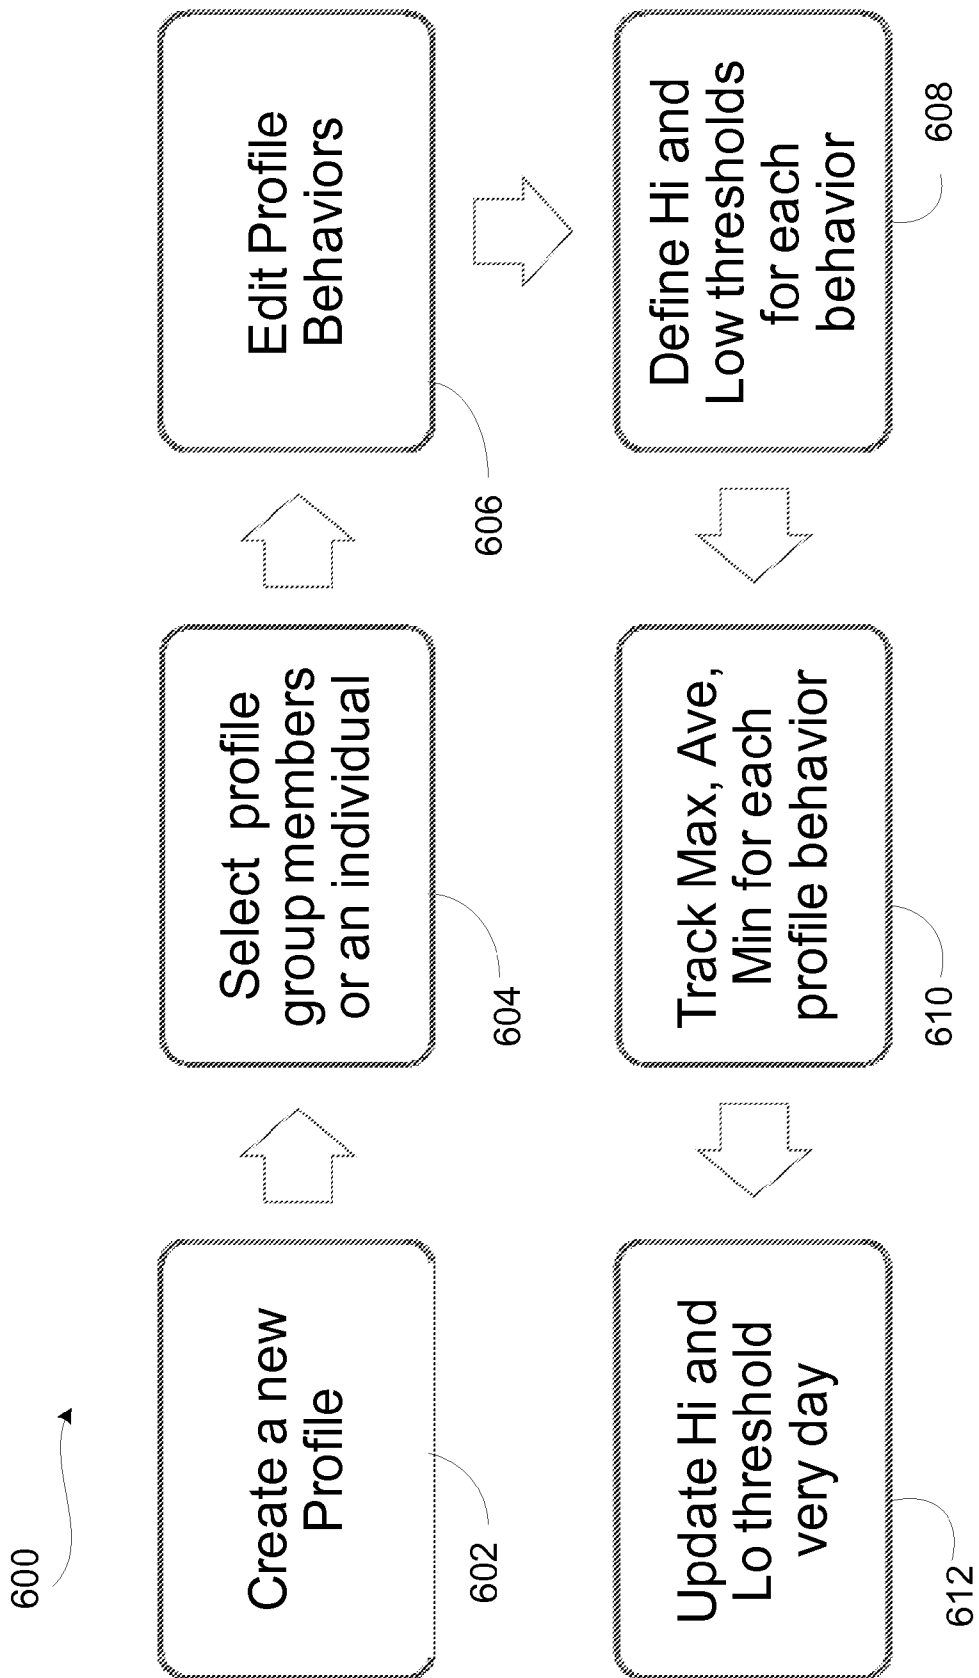 600
Create a new
Profile
602
Select profile
group members
or an individual
604
Edit Profile
Behaviors
606
Define Hi and
Low thresholds
for each
behavior
608
Track Max, Ave,
Min for each
profile behavior
610
Update Hi and
Lo threshold
very day
612